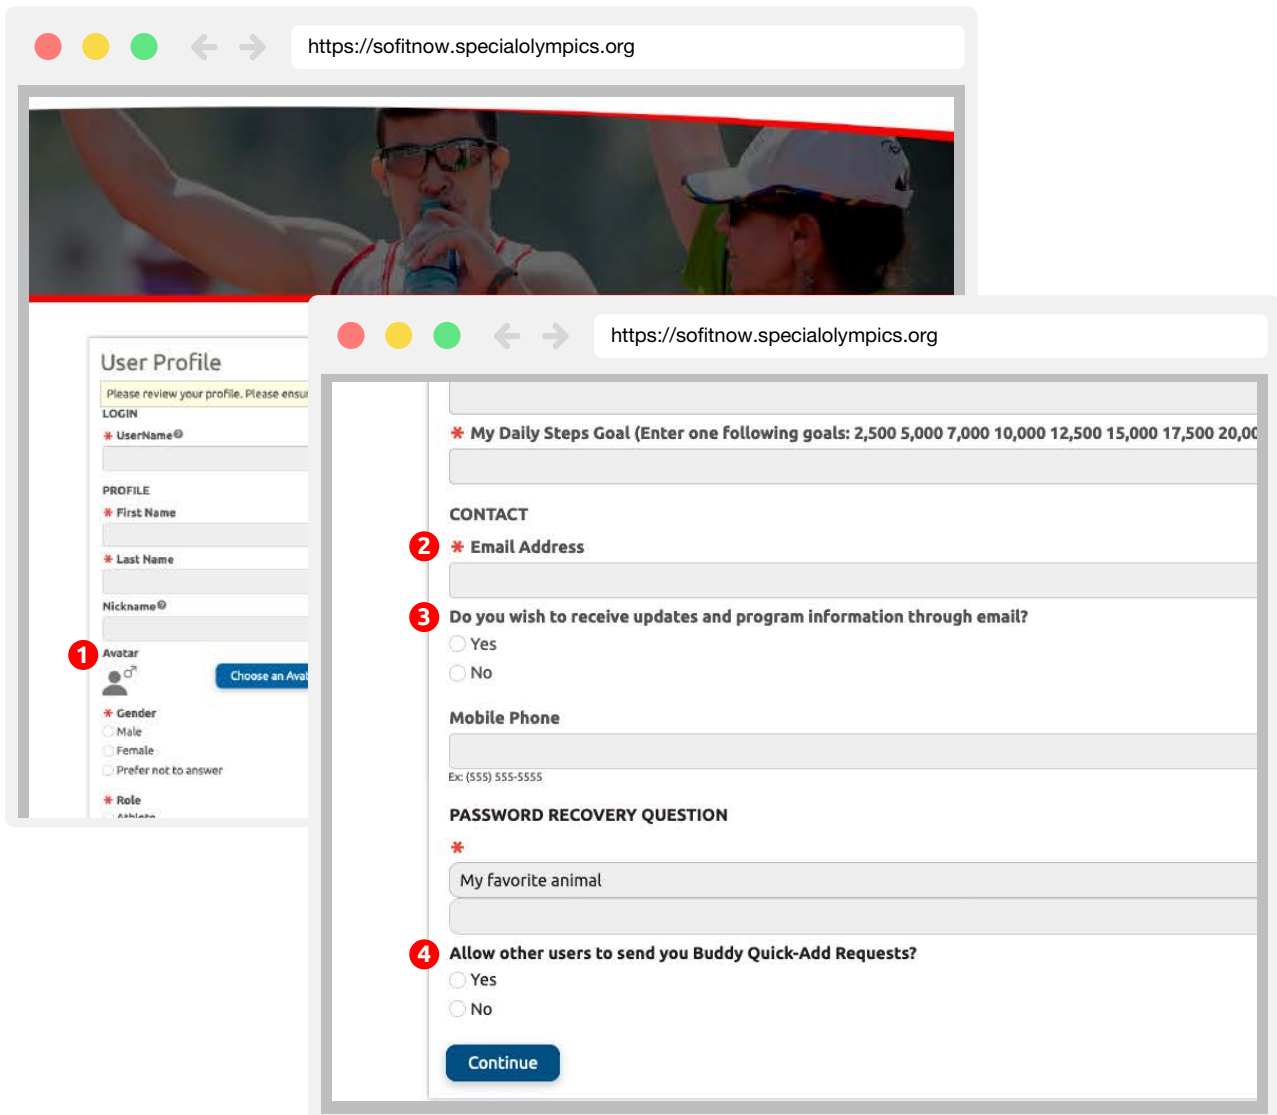 https://sofitnow.specialolympics.org
User Profile
Please review your profile. Please ensur
LOGIN
* UserName
PROFILE
* First Name
* Last Name
Nickname
1
Avatar
Choose an Avat
* Gender
Male
Female
Prefer not to answer
* Role
Athlete
https://sofitnow.specialolympics.org
* My Daily Steps Goal (Enter one following goals: 2,500 5,000 7,000 10,000 12,500 15,000 17,500 20,00
CONTACT
2 * Email Address
3 Do you wish to receive updates and program information through email?
Yes
No
Mobile Phone
Ex: (555) 555-5555
PASSWORD RECOVERY QUESTION
*
My favorite animal
4 Allow other users to send you Buddy Quick-Add Requests?
Yes
No
Continue